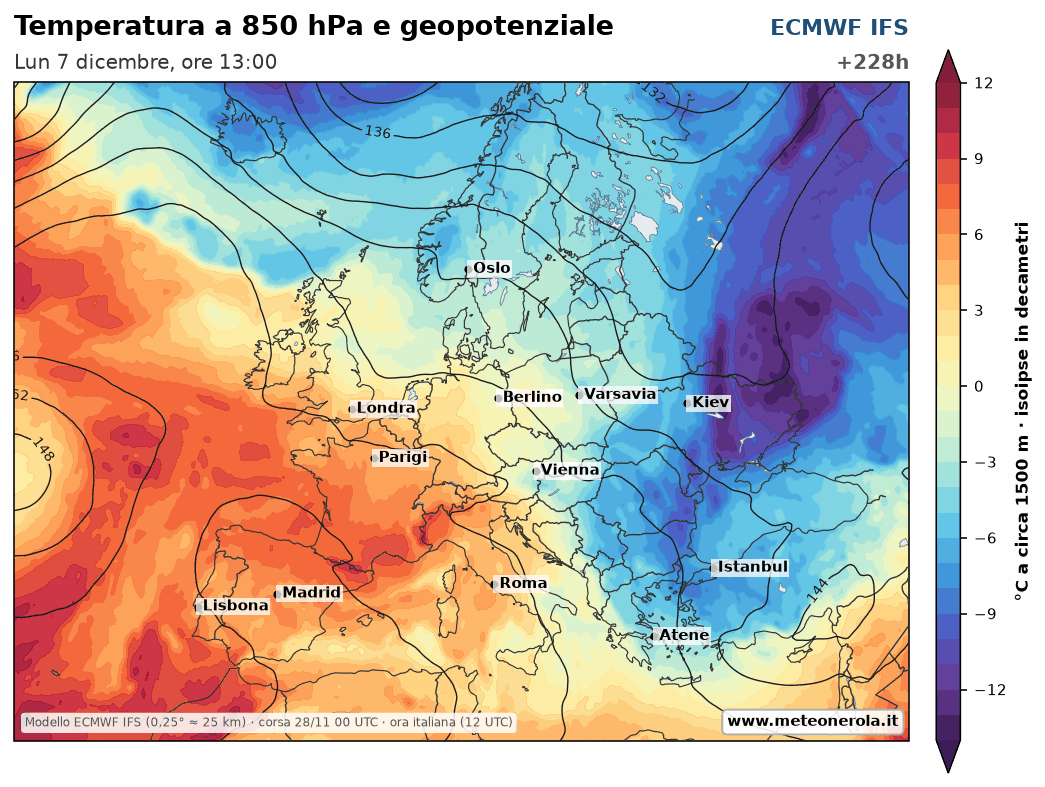 Temperatura a 850 hPa e geopotenziale
ECMWF IFS
Lun 7 dicembre, ore 13:00
+228h
136
132
Oslo
Londra
Berlino
Varsavia
Kiev
148
Parigi
Vienna
Istanbul
Roma
Madrid
Lisbona
144
Atene
Modello ECMWF IFS (0,25° ≈ 25 km) · corsa 28/11 00 UTC · ora italiana (12 UTC)
www.meteonerola.it
12
9
6
3
0
−3
−6
−9
−12
°C a circa 1500 m · isoipse in decametri